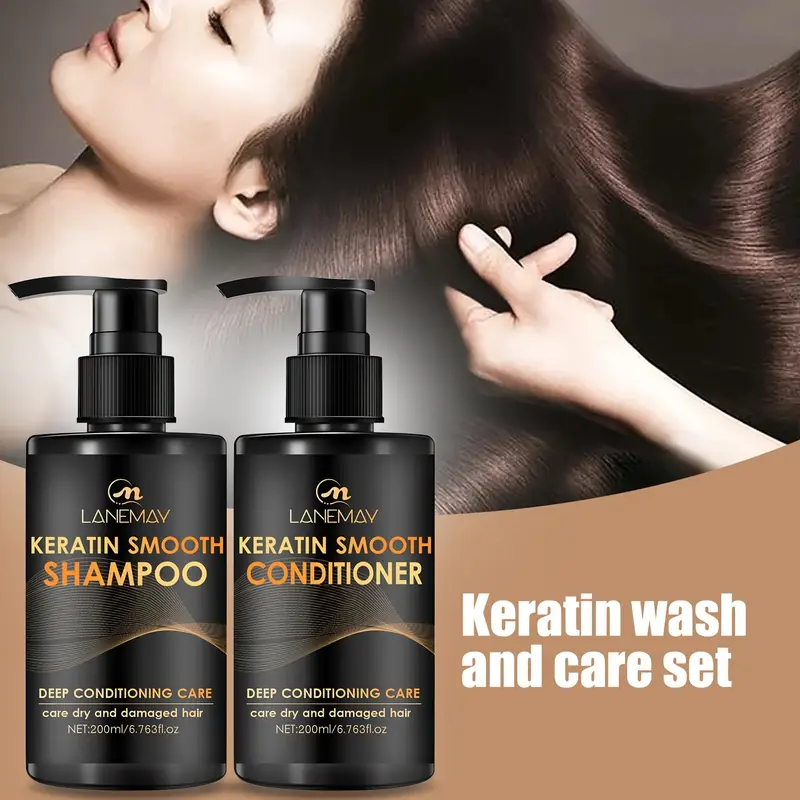 LANEMAY
KERATIN SMOOTH
SHAMPOO
DEEP CONDITIONING CARE
care dry and damaged hair
NET:200ml/6.763fl.oz
LANEMAY
KERATIN SMOOTH
CONDITIONER
DEEP CONDITIONING CARE
care dry and damaged hair
NET:200ml/6.763fl.oz
Keratin wash
and care set